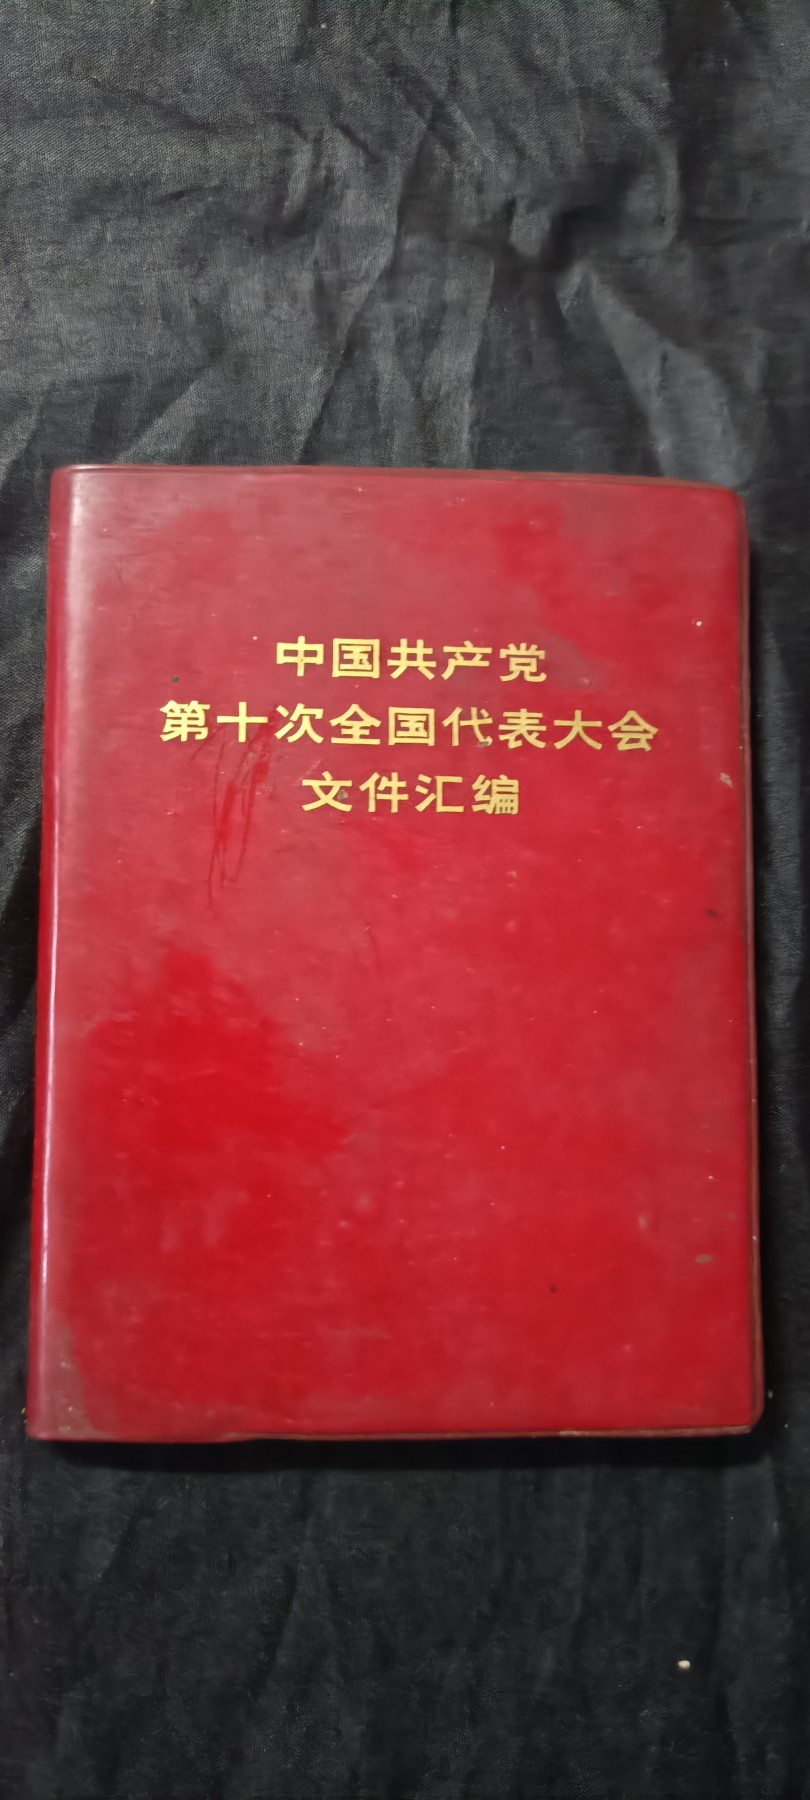 中国共产党
第十次全国代表大会
文件汇编